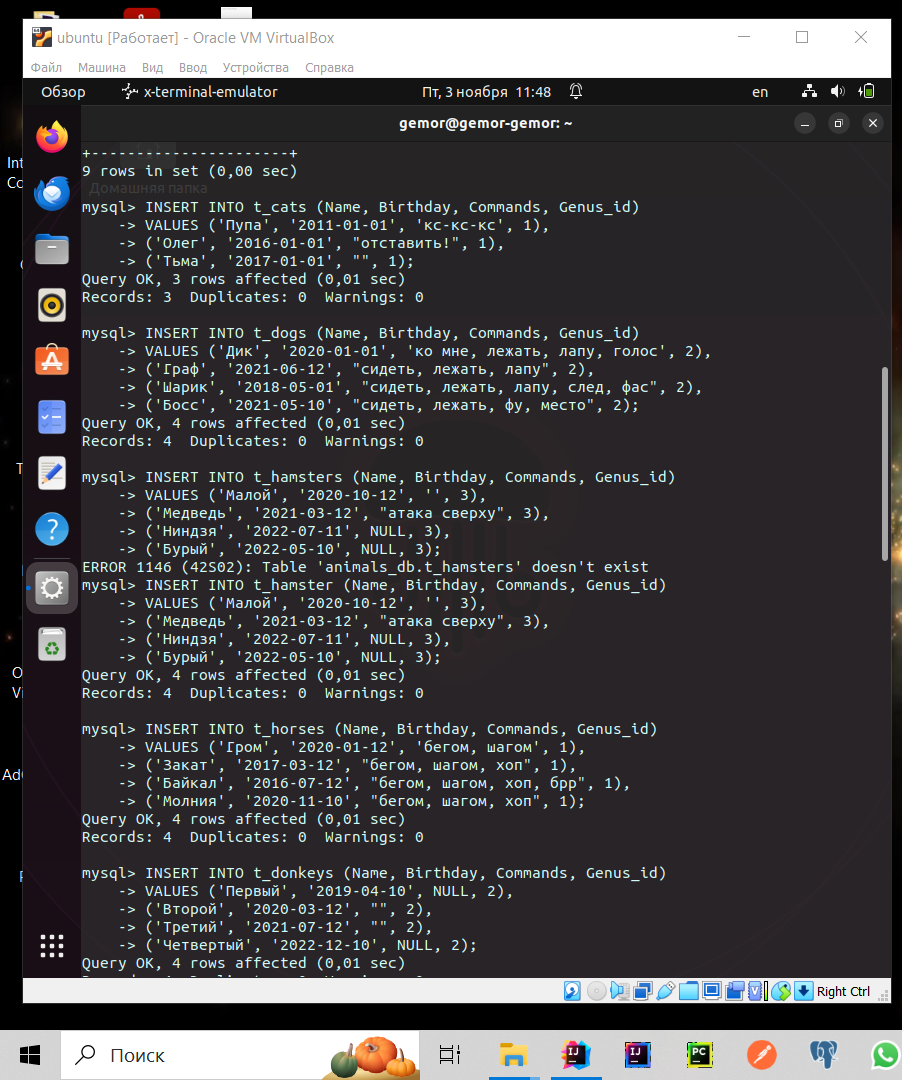 ubuntu [Работает] - Oracle VM VirtualBox
Файл Машина Вид Ввод Устройства Справка
Обзор x-terminal-emulator Пт, 3 ноября 11:48 en
gemor@gemor-gemor: ~
+----------------------+
9 rows in set (0,00 sec)
Домашняя папка
mysql> INSERT INTO t_cats (Name, Birthday, Commands, Genus_id)
    -> VALUES ('Пупа', '2011-01-01', 'кс-кс-кс', 1),
    -> ('Олег', '2016-01-01', "отставить!", 1),
    -> ('Тьма', '2017-01-01', "", 1);
Query OK, 3 rows affected (0,01 sec)
Records: 3  Duplicates: 0  Warnings: 0
mysql> INSERT INTO t_dogs (Name, Birthday, Commands, Genus_id)
    -> VALUES ('Дик', '2020-01-01', 'ко мне, лежать, лапу, голос', 2),
    -> ('Граф', '2021-06-12', "сидеть, лежать, лапу", 2),
    -> ('Шарик', '2018-05-01', "сидеть, лежать, лапу, след, фас", 2),
    -> ('Босс', '2021-05-10', "сидеть, лежать, фу, место", 2);
Query OK, 4 rows affected (0,01 sec)
Records: 4  Duplicates: 0  Warnings: 0
mysql> INSERT INTO t_hamsters (Name, Birthday, Commands, Genus_id)
    -> VALUES ('Малой', '2020-10-12', '', 3),
    -> ('Медведь', '2021-03-12', "атака сверху", 3),
    -> ('Ниндзя', '2022-07-11', NULL, 3),
    -> ('Бурый', '2022-05-10', NULL, 3);
ERROR 1146 (42S02): Table 'animals_db.t_hamsters' doesn't exist
mysql> INSERT INTO t_hamster (Name, Birthday, Commands, Genus_id)
    -> VALUES ('Малой', '2020-10-12', '', 3),
    -> ('Медведь', '2021-03-12', "атака сверху", 3),
    -> ('Ниндзя', '2022-07-11', NULL, 3),
    -> ('Бурый', '2022-05-10', NULL, 3);
Query OK, 4 rows affected (0,01 sec)
Records: 4  Duplicates: 0  Warnings: 0
mysql> INSERT INTO t_horses (Name, Birthday, Commands, Genus_id)
    -> VALUES ('Гром', '2020-01-12', 'бегом, шагом', 1),
    -> ('Закат', '2017-03-12', "бегом, шагом, хоп", 1),
    -> ('Байкал', '2016-07-12', "бегом, шагом, хоп, брр", 1),
    -> ('Молния', '2020-11-10', "бегом, шагом, хоп", 1);
Query OK, 4 rows affected (0,01 sec)
Records: 4  Duplicates: 0  Warnings: 0
mysql> INSERT INTO t_donkeys (Name, Birthday, Commands, Genus_id)
    -> VALUES ('Первый', '2019-04-10', NULL, 2),
    -> ('Второй', '2020-03-12', "", 2),
    -> ('Третий', '2021-07-12', "", 2),
    -> ('Четвертый', '2022-12-10', NULL, 2);
Query OK, 4 rows affected (0,01 sec)
Right Ctrl
Поиск